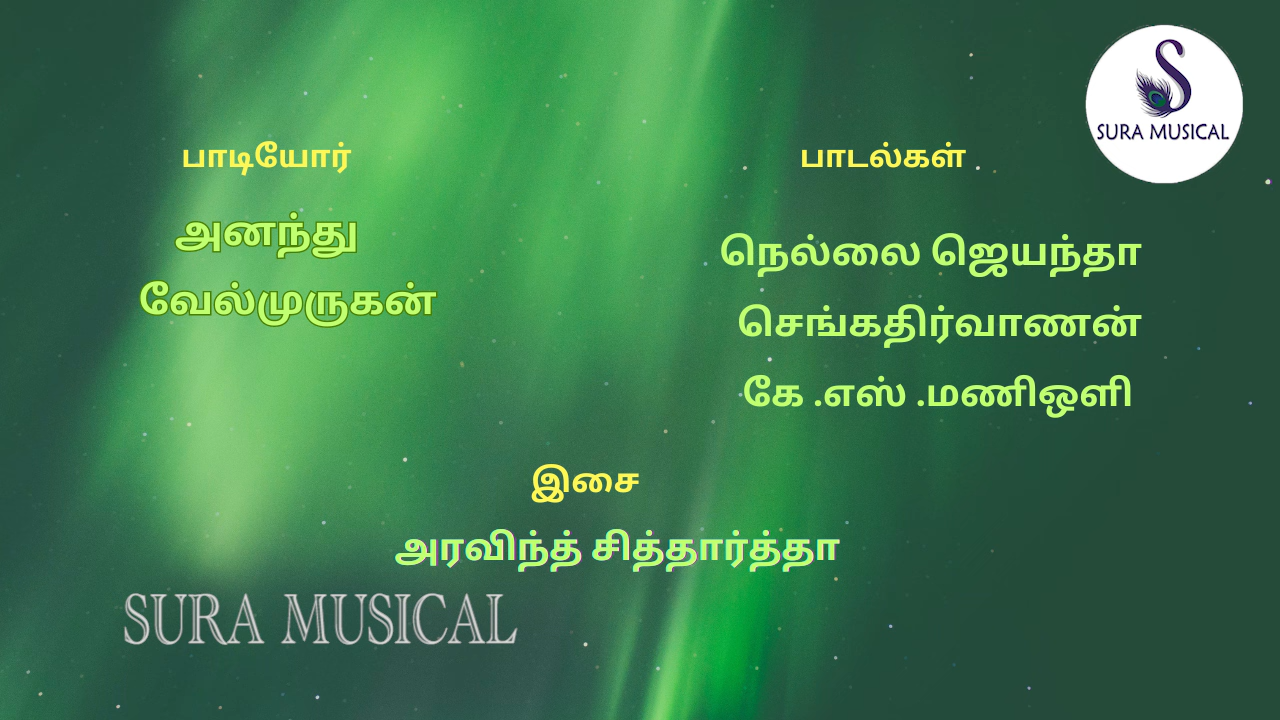 SURA MUSICAL
பாடியோர்
அனந்து
வேல்முருகன்
பாடல்கள்
நெல்லை ஜெயந்தா
செங்கதிர்வாணன்
கே .எஸ் .மணிஒளி
இசை
அரவிந்த் சித்தார்த்தா
SURA MUSICAL